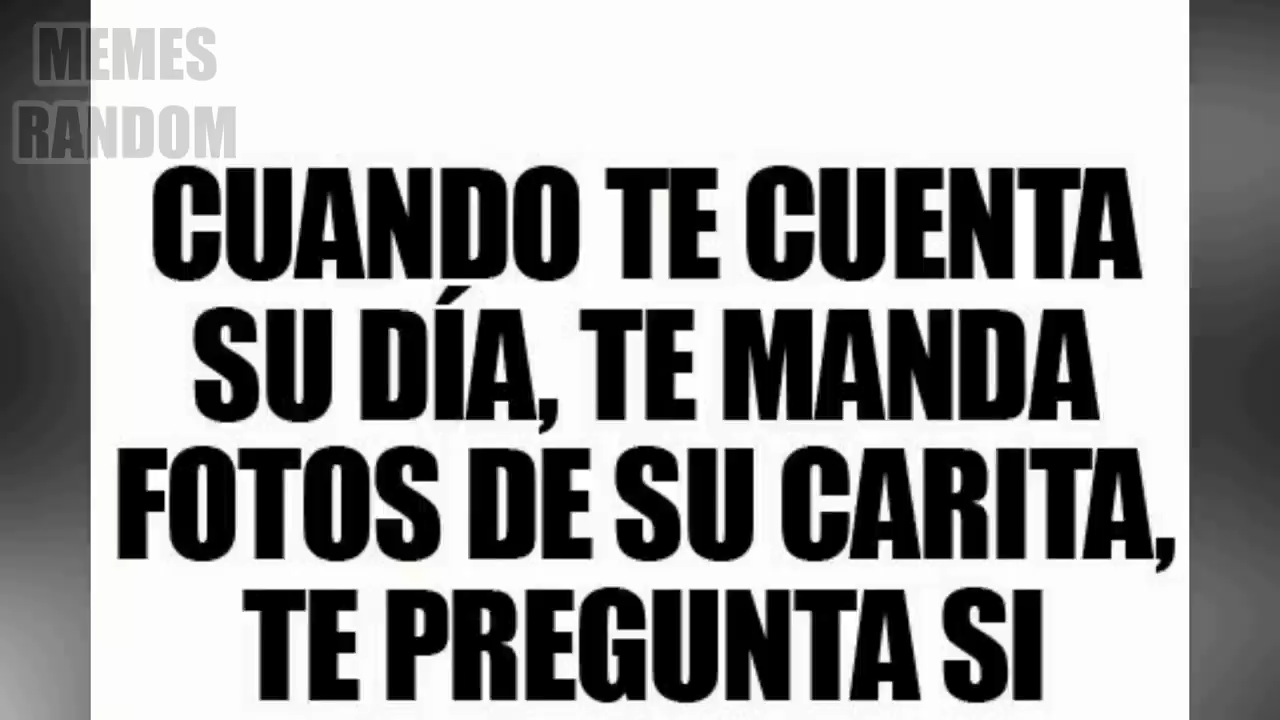 MEMES
RANDOM
CUANDO TE CUENTA
SU DÍA, TE MANDA
FOTOS DE SU CARITA,
TE PREGUNTA SI